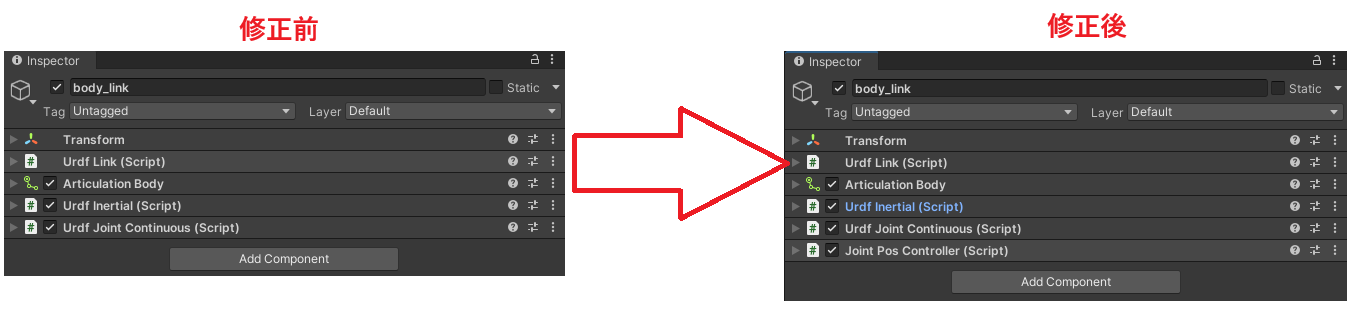 修正前
Inspector
body_link
Static
Tag Untagged
Layer Default
Transform
Urdf Link (Script)
Articulation Body
Urdf Inertial (Script)
Urdf Joint Continuous (Script)
Add Component
修正後
Inspector
body_link
Static
Tag Untagged
Layer Default
Transform
Urdf Link (Script)
Articulation Body
Urdf Inertial (Script)
Urdf Joint Continuous (Script)
Joint Pos Controller (Script)
Add Component